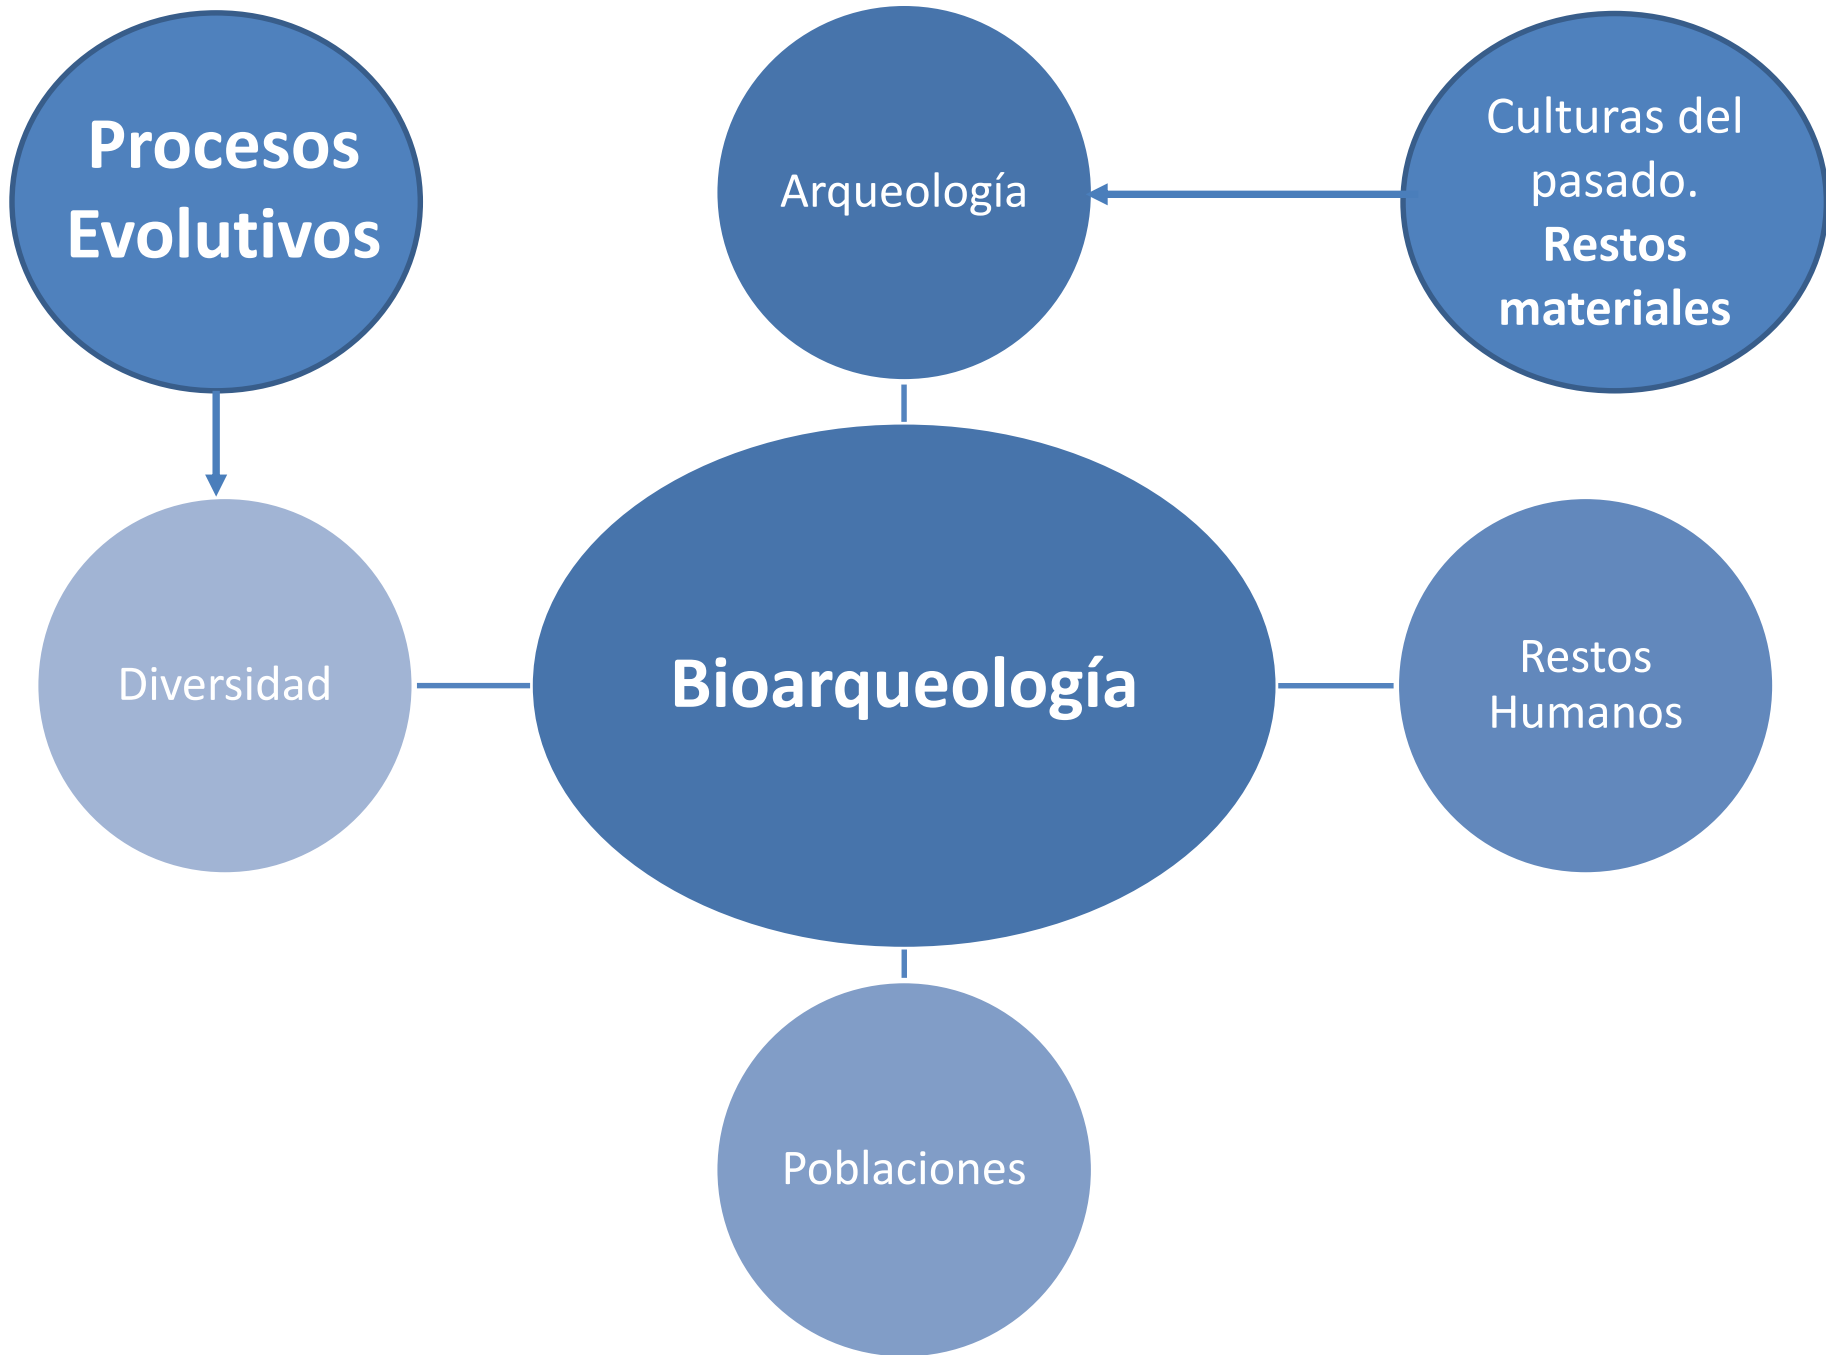 Procesos
Evolutivos
Arqueología
Culturas del
pasado.
Restos
materiales
Diversidad
Bioarqueología
Restos
Humanos
Poblaciones